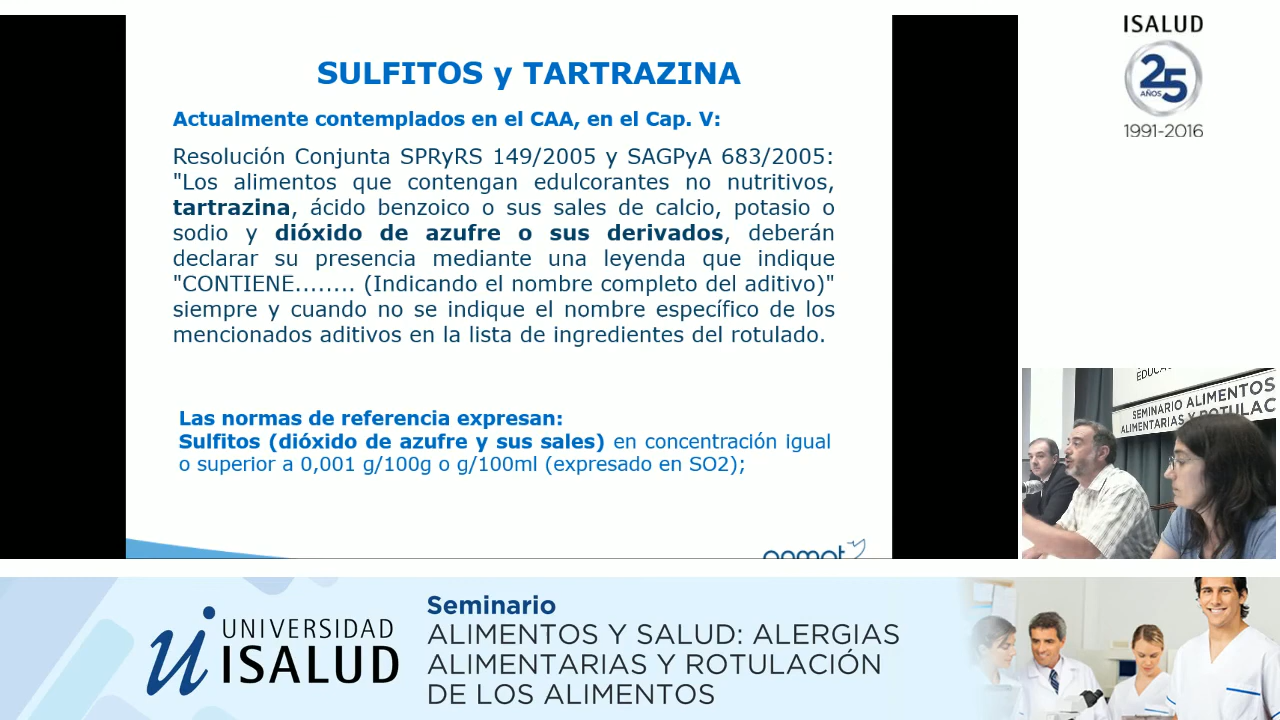 SULFITOS y TARTRAZINA
Actualmente contemplados en el CAA, en el Cap. V:
Resolución Conjunta SPRyRS 149/2005 y SAGPyA 683/2005:
"Los alimentos que contengan edulcorantes no nutritivos,
tartrazina, ácido benzoico o sus sales de calcio, potasio o
sodio y dióxido de azufre o sus derivados, deberán
declarar su presencia mediante una leyenda que indique
"CONTIENE........ (Indicando el nombre completo del aditivo)"
siempre y cuando no se indique el nombre específico de los
mencionados aditivos en la lista de ingredientes del rotulado.
Las normas de referencia expresan:
Sulfitos (dióxido de azufre y sus sales) en concentración igual
o superior a 0,001 g/100g o g/100ml (expresado en SO2);
anmat
ISALUD
25
AÑOS
1991-2016
SEMINARIO ALIMENTOS
ALIMENTARIAS Y ROTULAC
UNIVERSIDAD
ISALUD
Seminario
ALIMENTOS Y SALUD: ALERGIAS
ALIMENTARIAS Y ROTULACIÓN
DE LOS ALIMENTOS